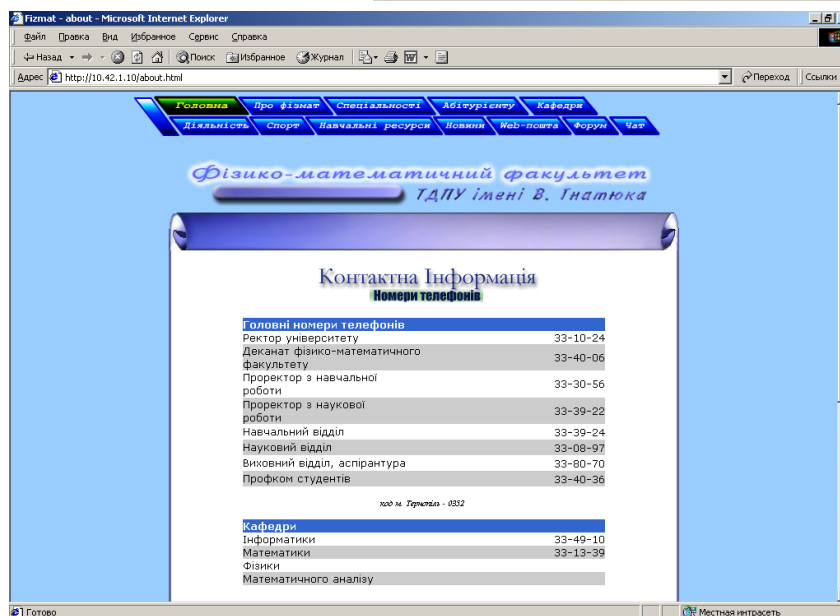 Fizmat - about - Microsoft Internet Explorer
Файл Правка Вид Избранное Сервис Справка
Назад Поиск Избранное Журнал
Адрес http://10.42.1.10/about.html Переход Ссылки
Головна Про фізмат Спеціальності Абітурієнту Кафедри
Діяльність Спорт Навчальні ресурси Новини Web-пошта Форум Чат
Фізико-математичний факультет
ТДПУ імені В. Гнатюка
Контактна Інформація
Номери телефонів
Головні номери телефонів
Ректор університету 33-10-24
Деканат фізико-математичного
факультету 33-40-06
Проректор з навчальної
роботи 33-30-56
Проректор з наукової
роботи 33-39-22
Навчальний відділ 33-39-24
Науковий відділ 33-08-97
Виховний відділ, аспірантура 33-80-70
Профком студентів 33-40-36
код м. Тернопіль - 0352
Кафедри
Інформатики 33-49-10
Математики 33-13-39
Фізики
Математичного аналізу
Готово Местная интрасеть